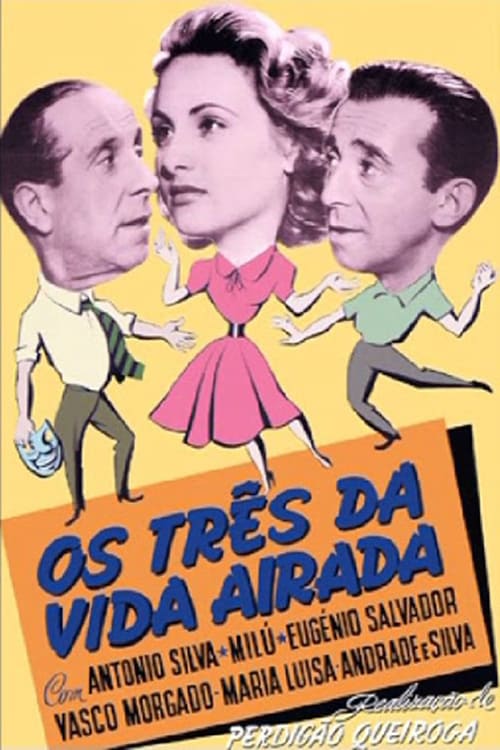 OS TRÊS DA
VIDA AIRADA
Com ANTONIO SILVA * MILÚ * EUGÉNIO SALVADOR
VASCO MORGADO - MARIA LUISA - ANDRADE E SILVA
Realização de
PERDIGÃO QUEIROGA